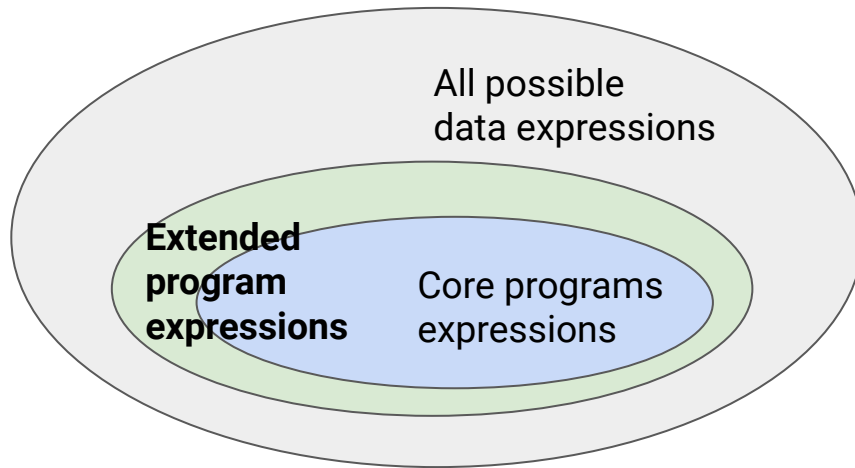 All possible
data expressions
Extended
program
expressions
Core programs
expressions